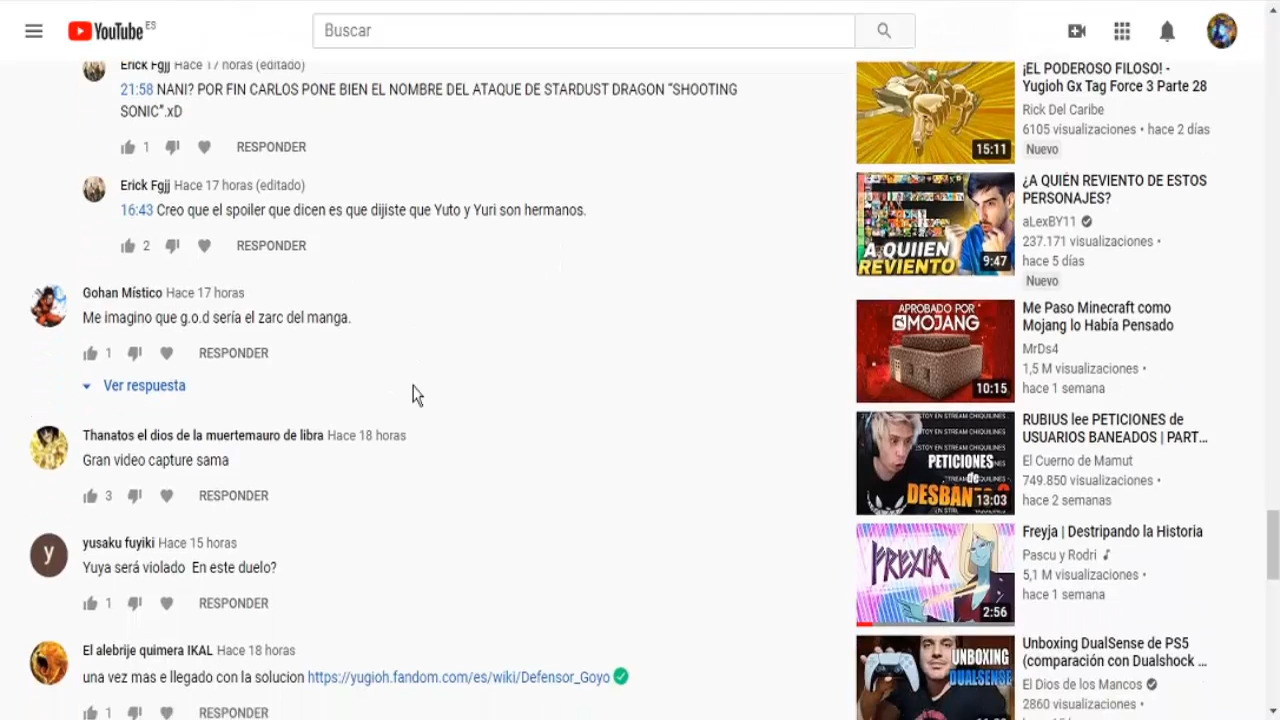 YouTube ES
Buscar
Erick Fgjj Hace 17 horas (editado)
21:58 NANI? POR FIN CARLOS PONE BIEN EL NOMBRE DEL ATAQUE DE STARDUST DRAGON “SHOOTING
SONIC”.xD
1 RESPONDER
Erick Fgjj Hace 17 horas (editado)
16:43 Creo que en spoiler que dicen es que dijiste que Yuto y Yuri son hermanos.
2 RESPONDER
Gohan Místico Hace 17 horas
Me imagino que g.o.d sera el zarc del manga.
1 RESPONDER
Ver respuesta
Thanatos el dios de la muertemauro de libra Hace 18 horas
Gran video capture sama
3 RESPONDER
y
yusaku fuyiki Hace 15 horas
Yuya será violado En este duelo?
1 RESPONDER
El alebrije quimera IKAL Hace 18 horas
una vez mas e llegado con la solucion https://yugioh.fandom.com/es/wiki/Defensor_Goyo
1 RESPONDER
15:11
¡EL PODEROSO FILOSO! -
Yugioh Gx Tag Force 3 Parte 28
Rick Del Caribe
6105 visualizaciones • hace 2 días
Nuevo
A QUIIEN
REVIENTO
9:47
¿A QUIÉN REVIENTO DE ESTOS
PERSONAJES?
aLexBY11
237.171 visualizaciones •
hace 5 días
Nuevo
APROBADO POR
MOJANG
10:15
Me Paso Minecraft como
Mojang lo Había Pensado
MrDs4
1,5 M visualizaciones •
hace 1 semana
PETICIONES
de
DESBAN
13:03
RUBIUS lee PETICIONES de
USUARIOS BANEADOS | PART...
El Cuerno de Mamut
749.850 visualizaciones •
hace 2 semanas
FREYJA
2:56
Freyja | Destripando la Historia
Pascu y Rodri
5,1 M visualizaciones •
hace 1 semana
UNBOXING
DUALSENSE
Unboxing DualSense de PS5
(comparación con Dualshock ...
El Dios de los Mancos
2860 visualizaciones •